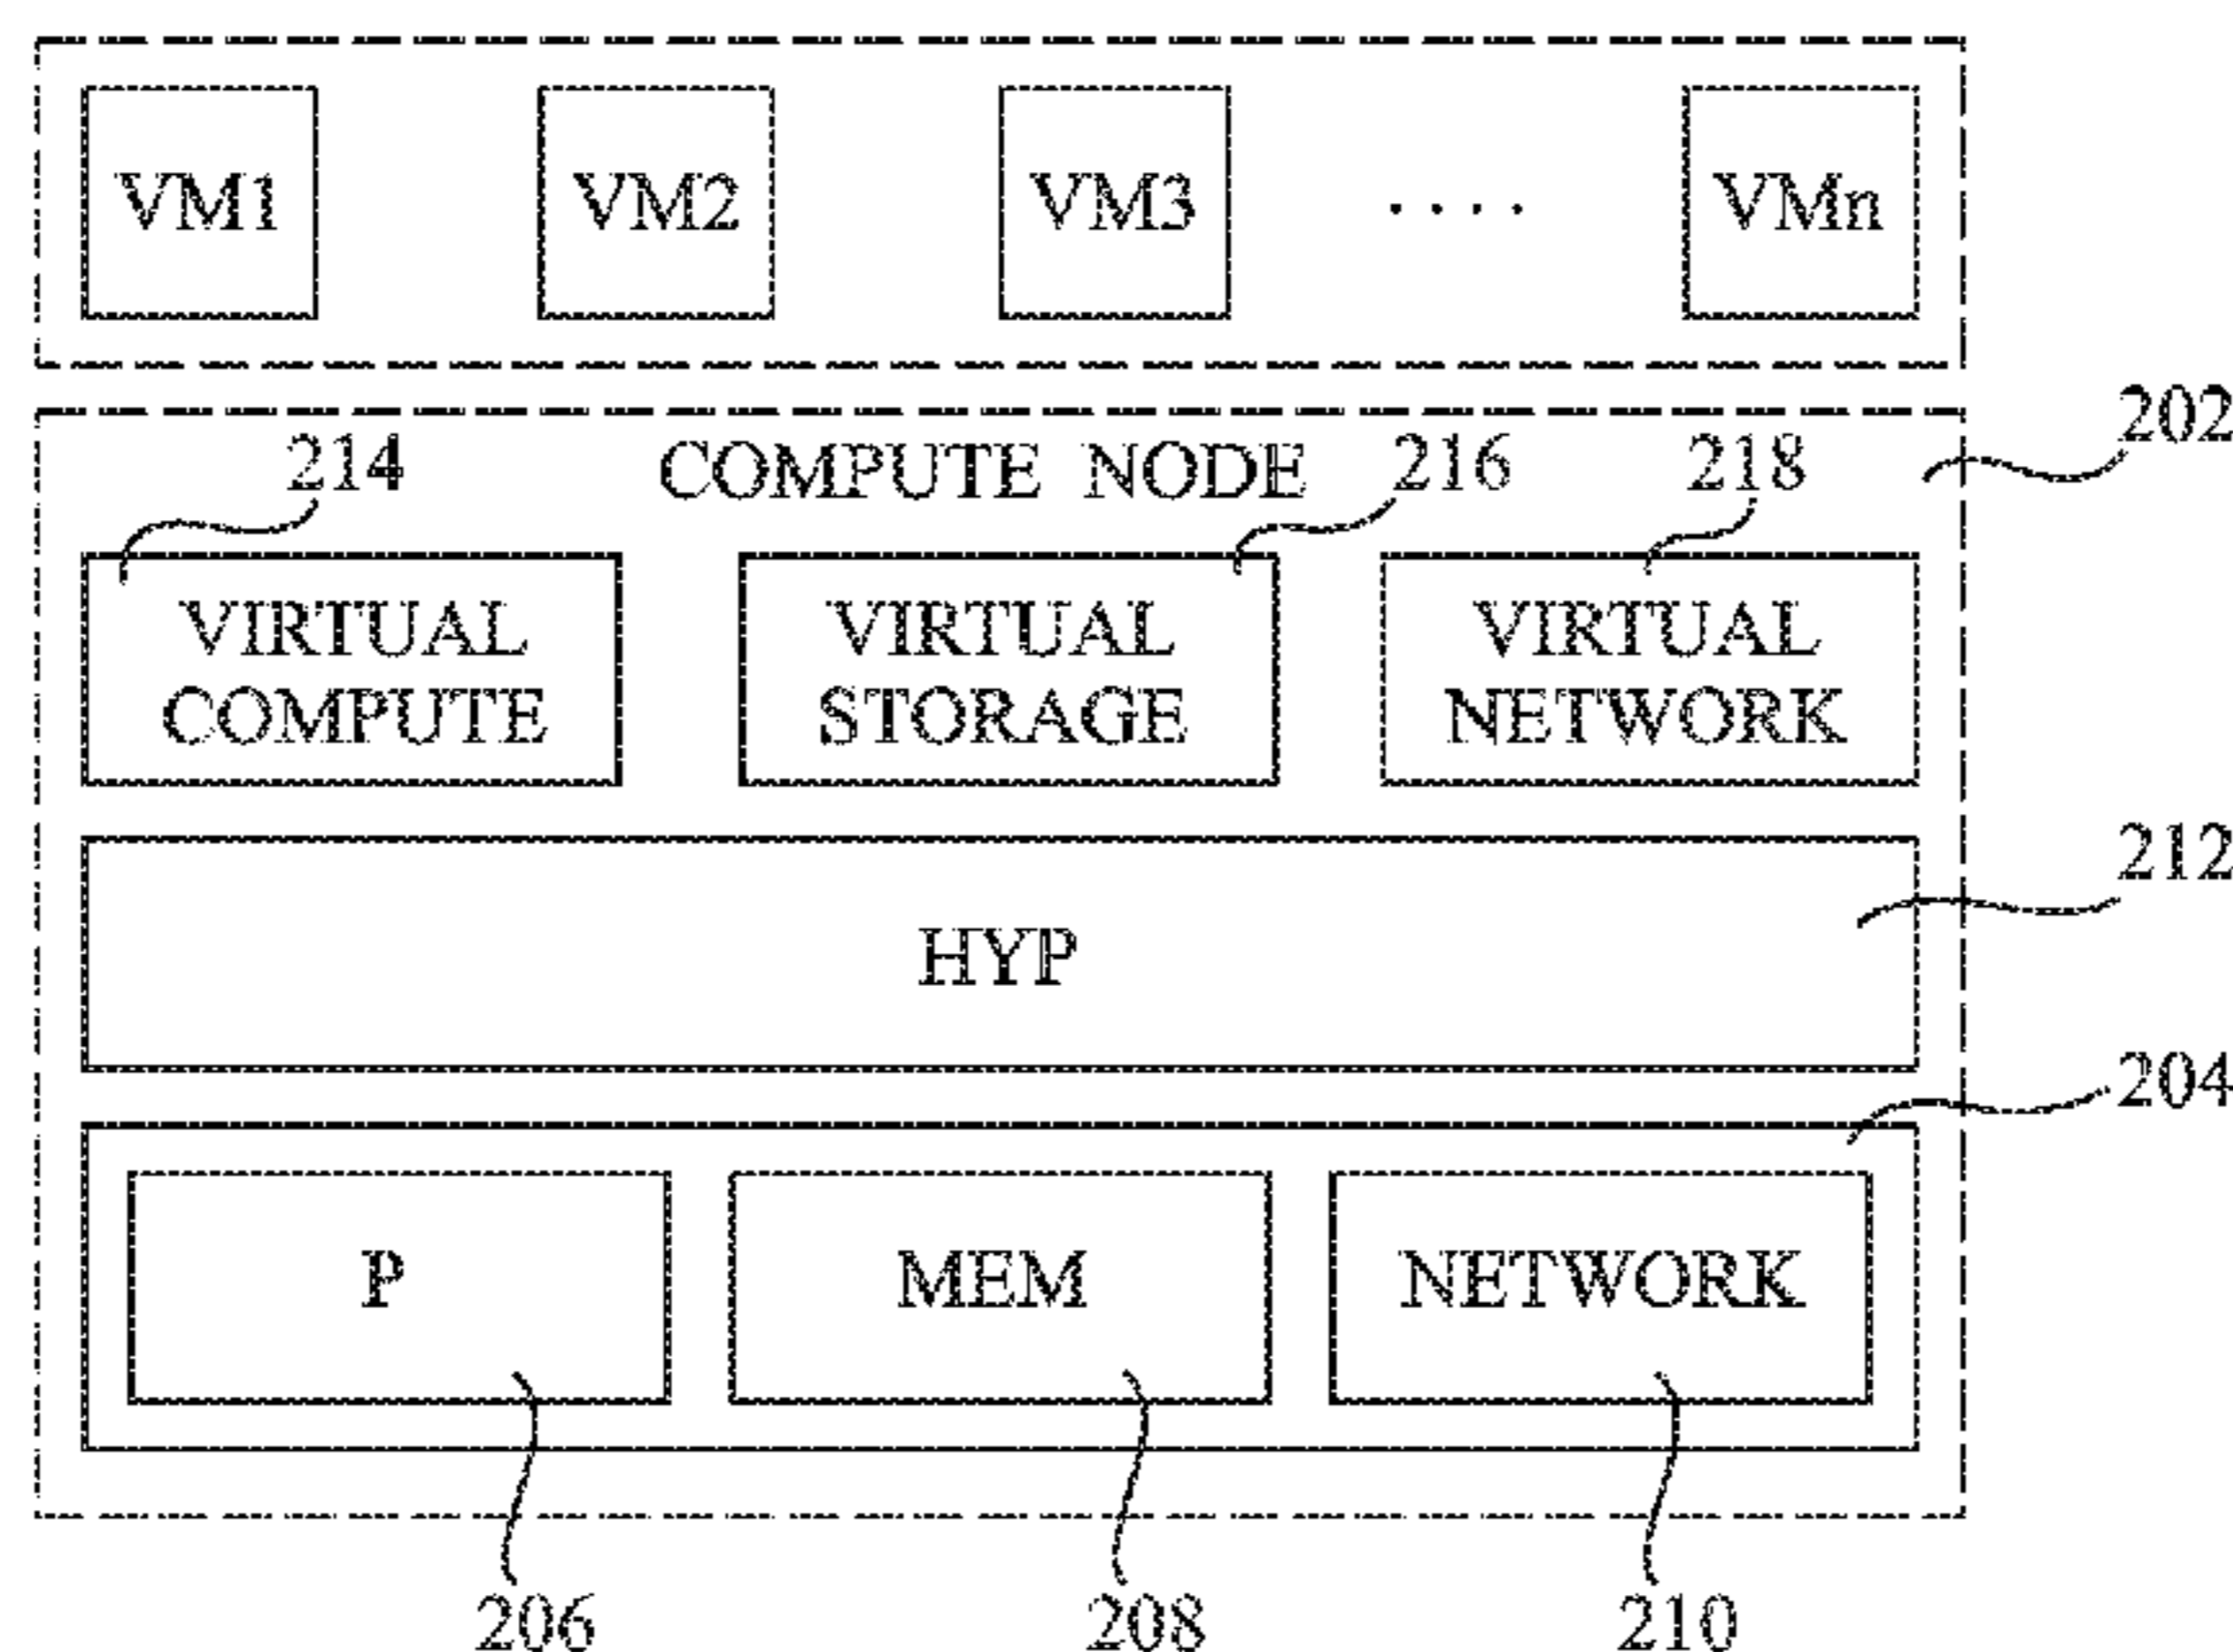 VM1 VM2 VM3 .... VMn
202
214 COMPUTE NODE 216 218
VIRTUAL COMPUTE
VIRTUAL STORAGE
VIRTUAL NETWORK
212
HYP
204
P MEM NETWORK
206 208 210